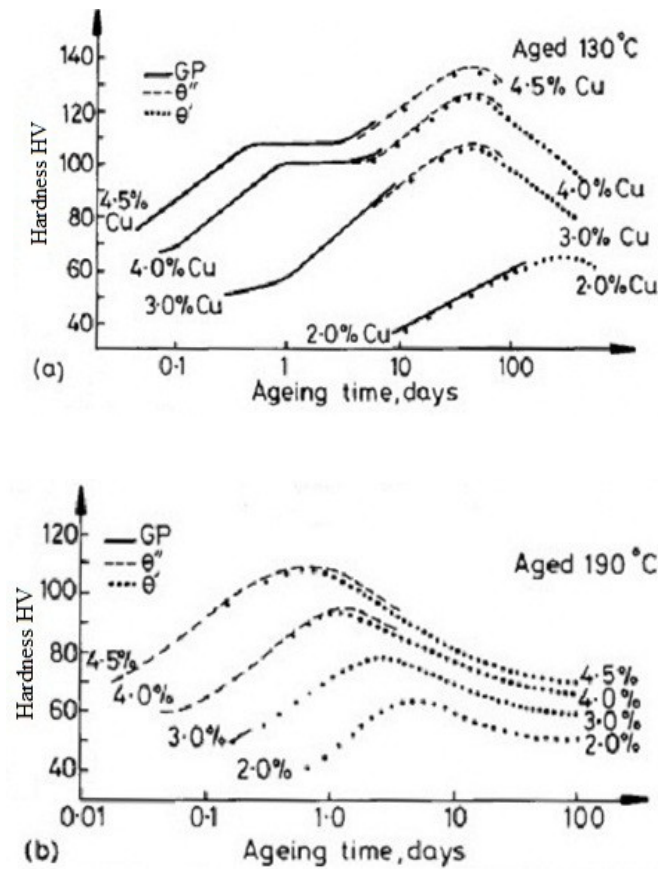 140
Aged 130°C
GP
θ"
θ'
120
4·5% Cu
100
80
60
40
4·5%
Cu
4·0% Cu
3·0% Cu
2·0% Cu
4·0% Cu
3·0% Cu
2·0% Cu
Hardness HV
0·1 1 10 100
(a)
Ageing time, days
120
GP
θ"
θ'
Aged 190 °C
100
80
60
40
4·5%
4·0%
3·0%
2·0%
4·5%
4·0%
3·0%
2·0%
Hardness HV
0·01 0·1 1·0 10 100
(b) Ageing time, days